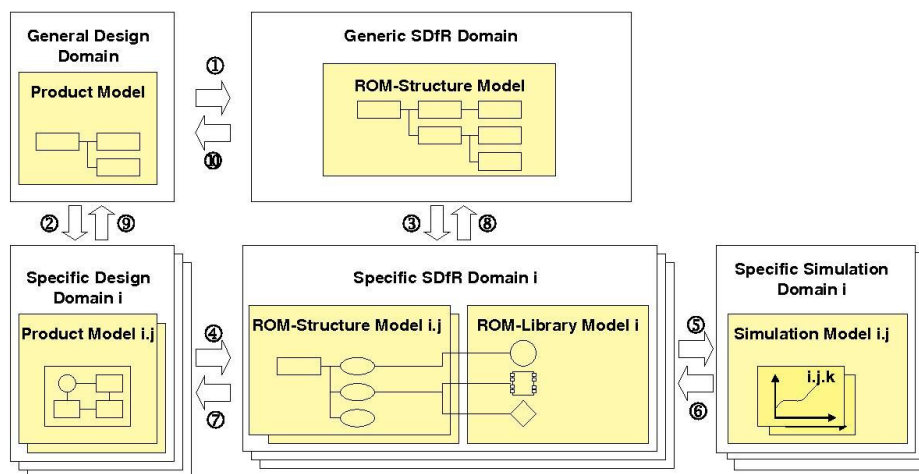 General Design
Domain
Product Model
①
⑩
Generic SDfR Domain
ROM-Structure Model
②
⑨
③
⑧
Specific Design
Domain i
Product Model i.j
④
⑦
Specific SDfR Domain i
ROM-Structure Model i.j
ROM-Library Model i
⑤
⑥
Specific Simulation
Domain i
Simulation Model i.j
i.j.k